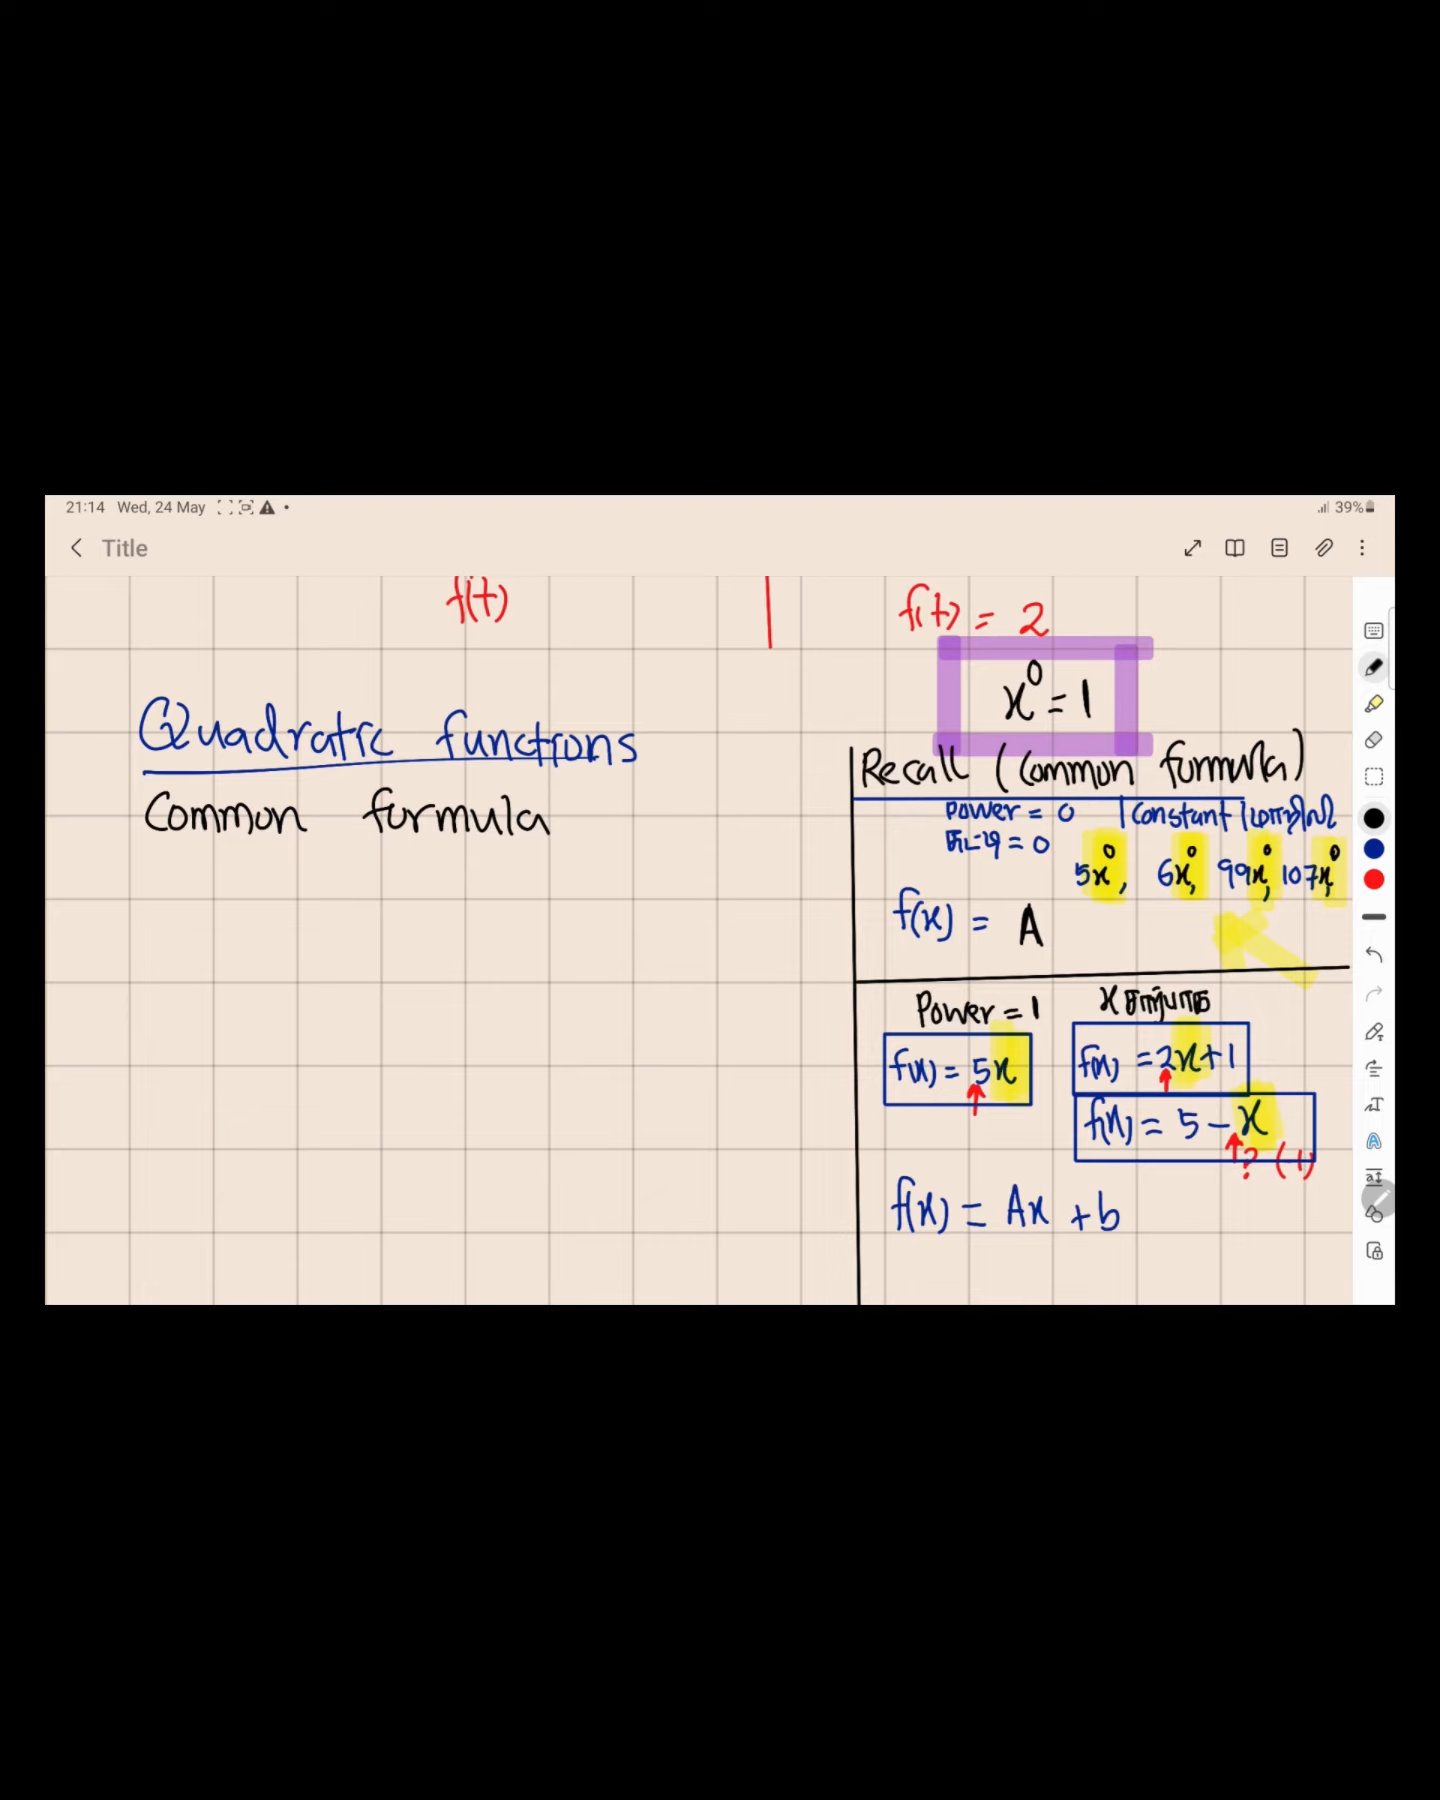 21:14 Wed, 24 May
39%
Title
f(t)
f(t) = 2
x⁰ = 1
Quadratic functions
Common formula
Recall (Common formula)
Power = 0 | Constant |
= 0
5x⁰, 6x⁰, 99x⁰, 107x⁰
f(x) = A
Power = 1 x
f(x) = 5x
f(x) = 2x+1
f(x) = 5 - x
? (-1)
f(x) = Ax + b